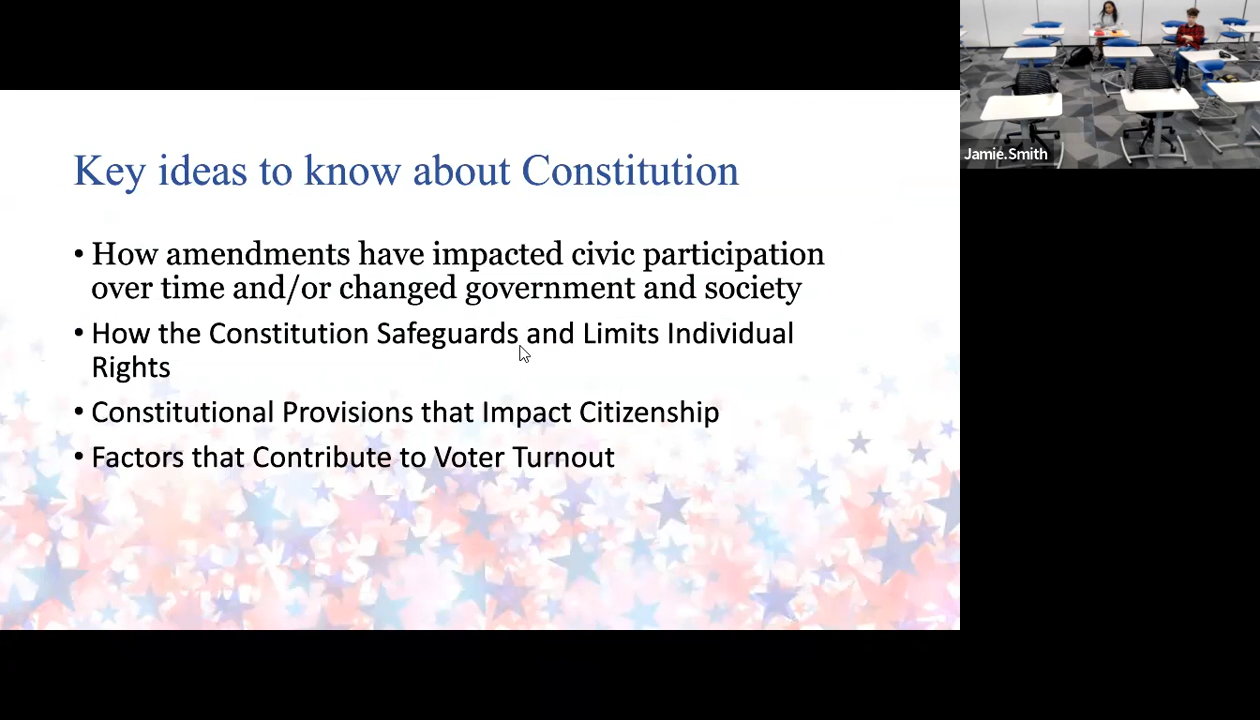 Key ideas to know about Constitution
• How amendments have impacted civic participation
over time and/or changed government and society
• How the Constitution Safeguards and Limits Individual
Rights
• Constitutional Provisions that Impact Citizenship
• Factors that Contribute to Voter Turnout
Jamie.Smith